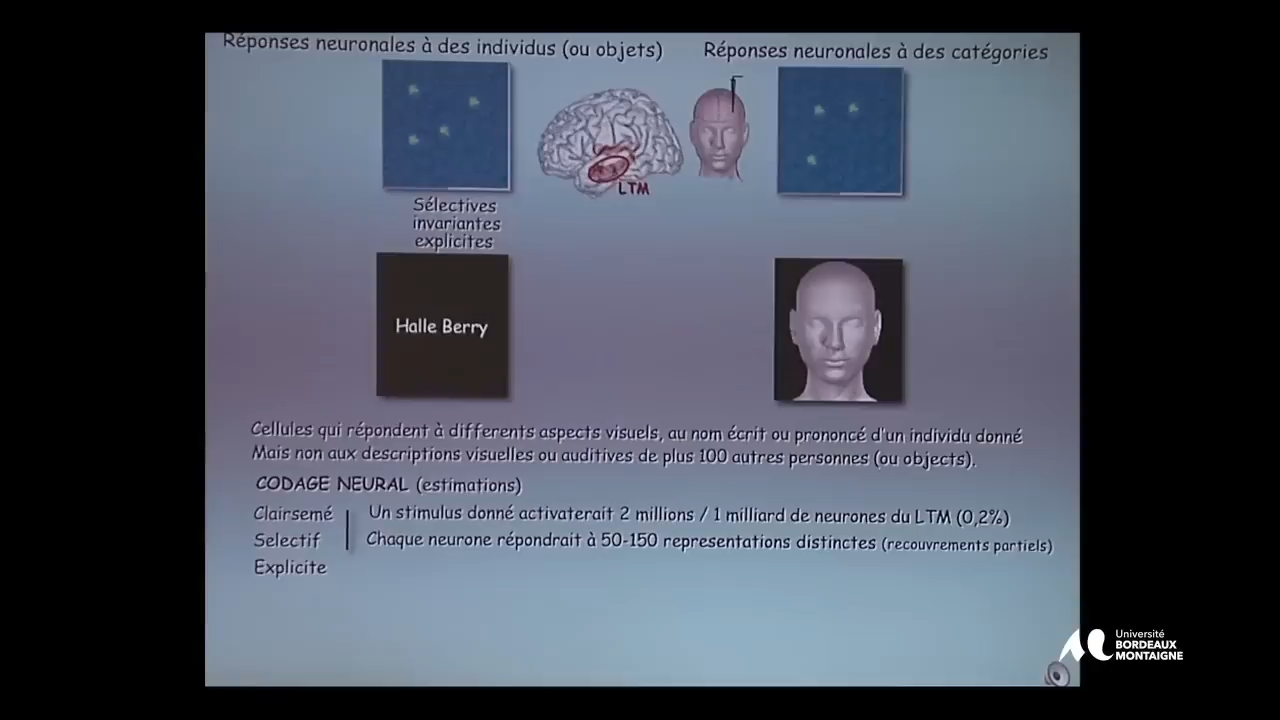 Réponses neuronales à des individus (ou objets)
Réponses neuronales à des catégories
LTM
Sélectives
invariantes
explicites
Halle Berry
Cellules qui répondent à differents aspects visuels, au nom écrit ou prononcé d'un individu donné
Mais non aux descriptions visuelles ou auditives de plus 100 autres personnes (ou objects).
CODAGE NEURAL (estimations)
Clairsemé
Un stimulus donné activaterait 2 millions / 1 milliard de neurones du LTM (0,2%)
Selectif
Chaque neurone répondrait à 50-150 representations distinctes (recouvrements partiels)
Explicite
Université
BORDEAUX
MONTAIGNE